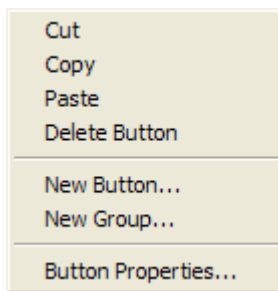 Cut
Copy
Paste
Delete Button
New Button...
New Group...
Button Properties...